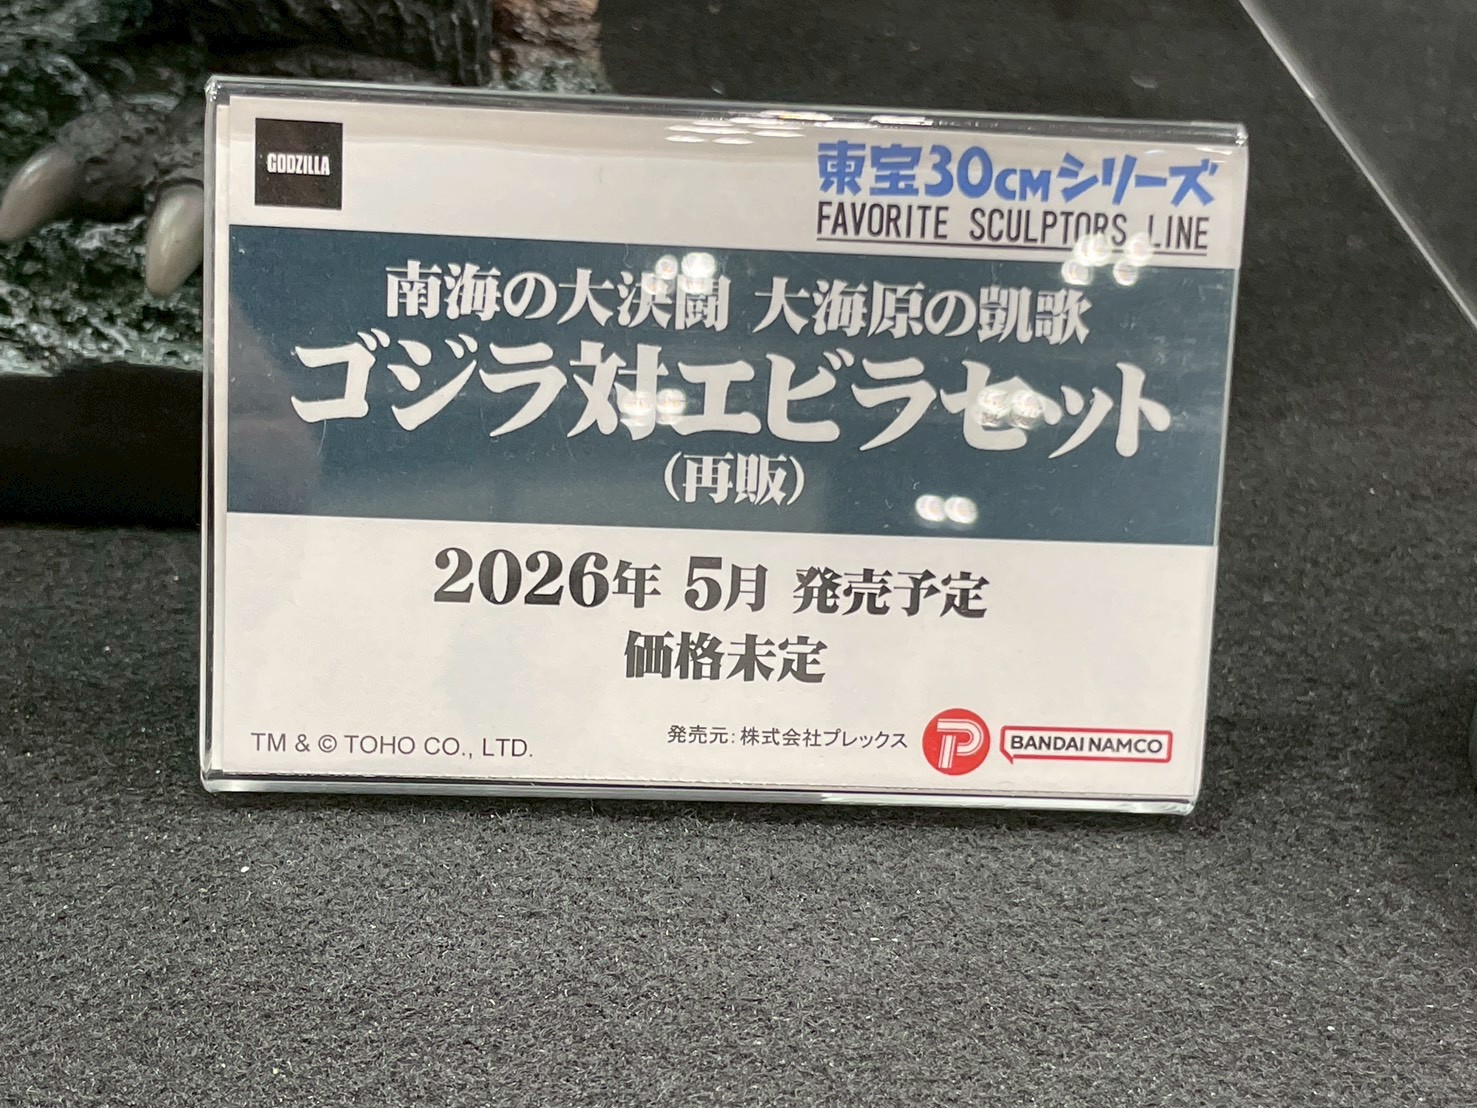 GODZILLA
東宝30CMシリーズ
FAVORITE SCULPTORS LINE
南海の大決闘 大海原の凱歌
ゴジラ対エビラセット
(再販)
2026年 5月 発売予定
価格未定
TM & © TOHO CO., LTD.
発売元:株式会社プレックス P BANDAI NAMCO